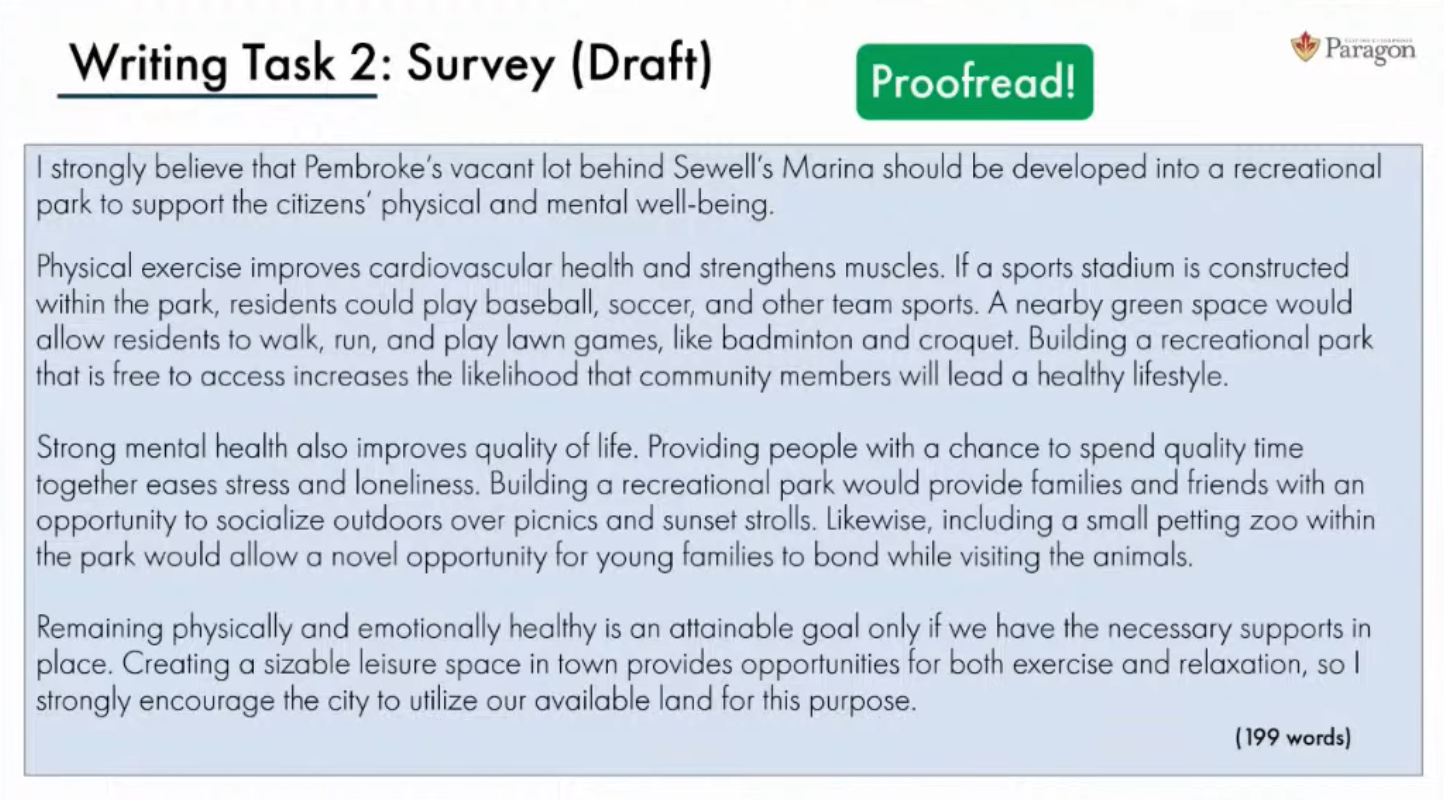 Writing Task 2: Survey (Draft)
Proofread!
Paragon
I strongly believe that Pembroke's vacant lot behind Sewell's Marina should be developed into a recreational
park to support the citizens' physical and mental well-being.
Physical exercise improves cardiovascular health and strengthens muscles. If a sports stadium is constructed
within the park, residents could play baseball, soccer, and other team sports. A nearby green space would
allow residents to walk, run, and play lawn games, like badminton and croquet. Building a recreational park
that is free to access increases the likelihood that community members will lead a healthy lifestyle.
Strong mental health also improves quality of life. Providing people with a chance to spend quality time
together eases stress and loneliness. Building a recreational park would provide families and friends with an
opportunity to socialize outdoors over picnics and sunset strolls. Likewise, including a small petting zoo within
the park would allow a novel opportunity for young families to bond while visiting the animals.
Remaining physically and emotionally healthy is an attainable goal only if we have the necessary supports in
place. Creating a sizable leisure space in town provides opportunities for both exercise and relaxation, so I
strongly encourage the city to utilize our available land for this purpose.
(199 words)